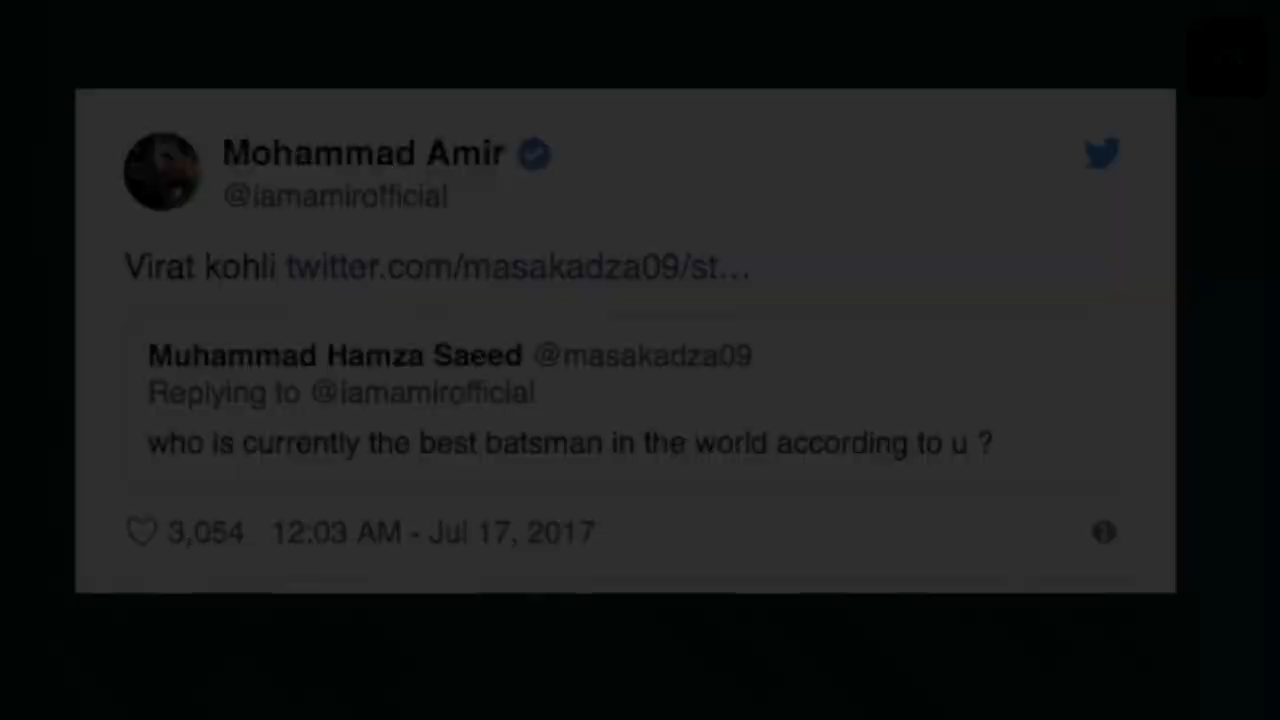 Mohammad Amir
@iamamirofficial
Virat kohli twitter.com/masakadza09/st...
Muhammad Hamza Saeed @masakadza09
Replying to @iamamirofficial
who is currently the best batsman in the world according to u ?
3,054 12:03 AM - Jul 17, 2017